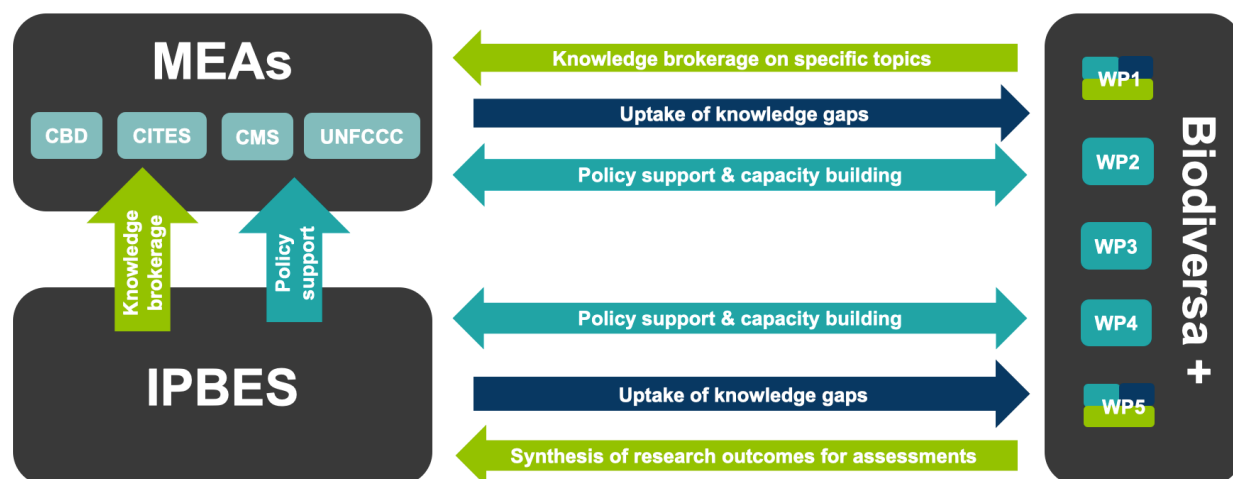 MEAs
CBD
CITES
CMS
UNFCCC
Knowledge
brokerage
Policy
support
IPBES
Knowledge brokerage on specific topics
Uptake of knowledge gaps
Policy support & capacity building
Policy support & capacity building
Uptake of knowledge gaps
Synthesis of research outcomes for assessments
WP1
WP2
WP3
WP4
WP5
Biodiversa +